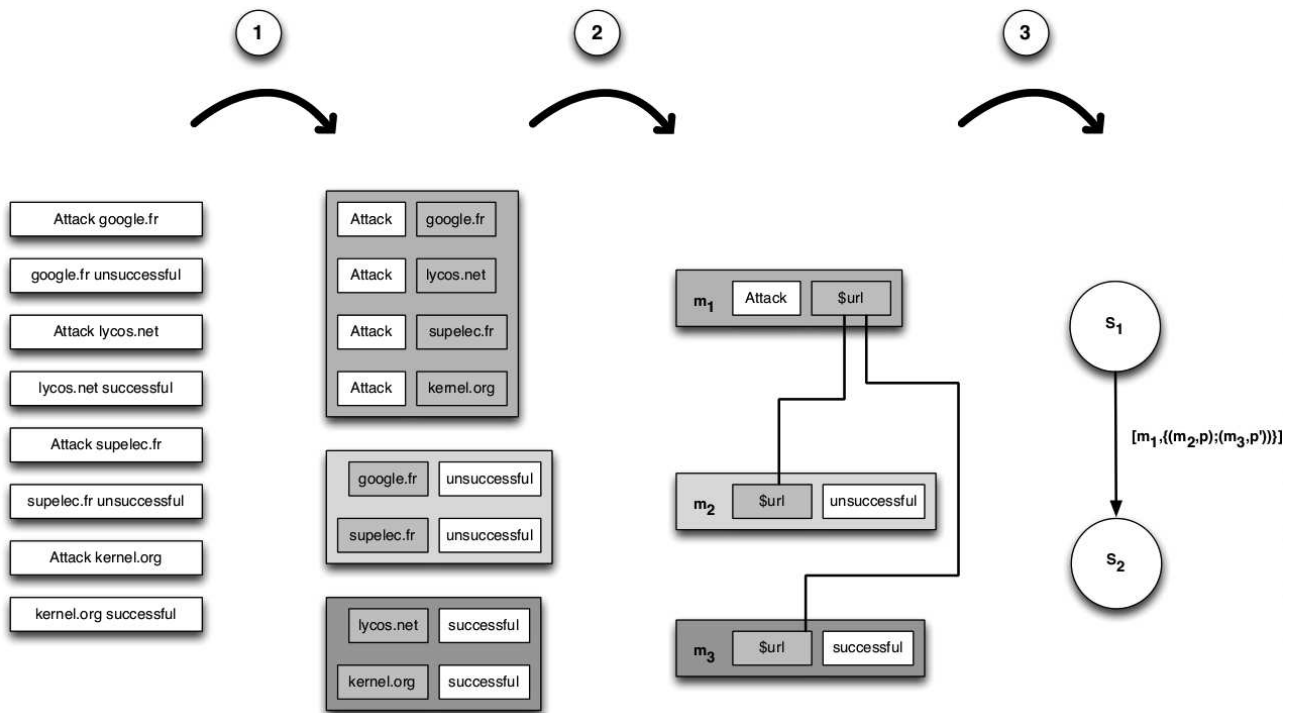 1
2
3
Attack google.fr
google.fr unsuccessful
Attack lycos.net
lycos.net successful
Attack supelec.fr
supelec.fr unsuccessful
Attack kernel.org
kernel.org successful
Attack google.fr
Attack lycos.net
Attack supelec.fr
Attack kernel.org
google.fr unsuccessful
supelec.fr unsuccessful
lycos.net successful
kernel.org successful
m1 Attack $url
m2 $url unsuccessful
m3 $url successful
S1
[m1,{(m2,p);(m3,p'))}]
S2